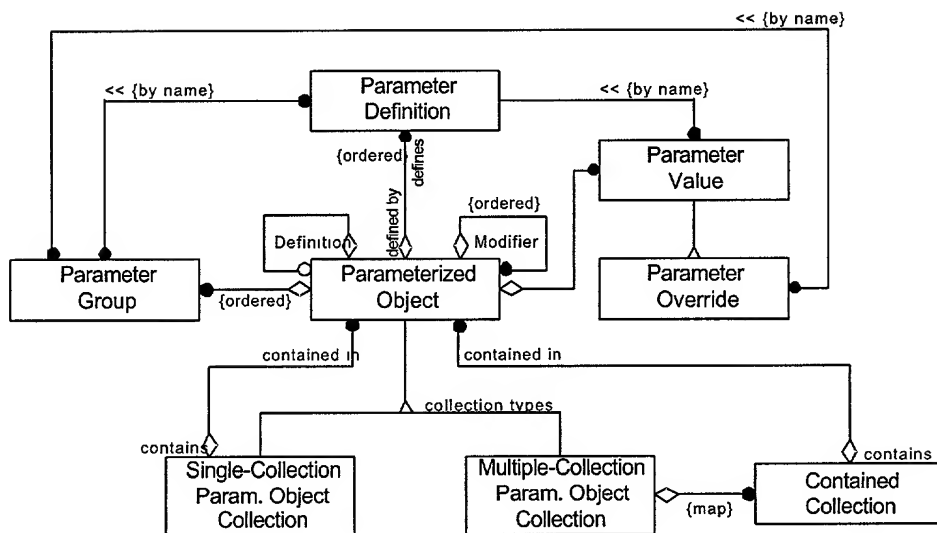 << {by name}
<< {by name}
Parameter
Definition
<< {by name}
{ordered}
defines
Parameter
Value
defined by
{ordered}
Definition
Modifier
Parameter
Group
{ordered}
Parameterized
Object
Parameter
Override
contained in
contained in
collection types
contains
contains
Single-Collection
Param. Object
Collection
Multiple-Collection
Param. Object
Collection
{map}
Contained
Collection